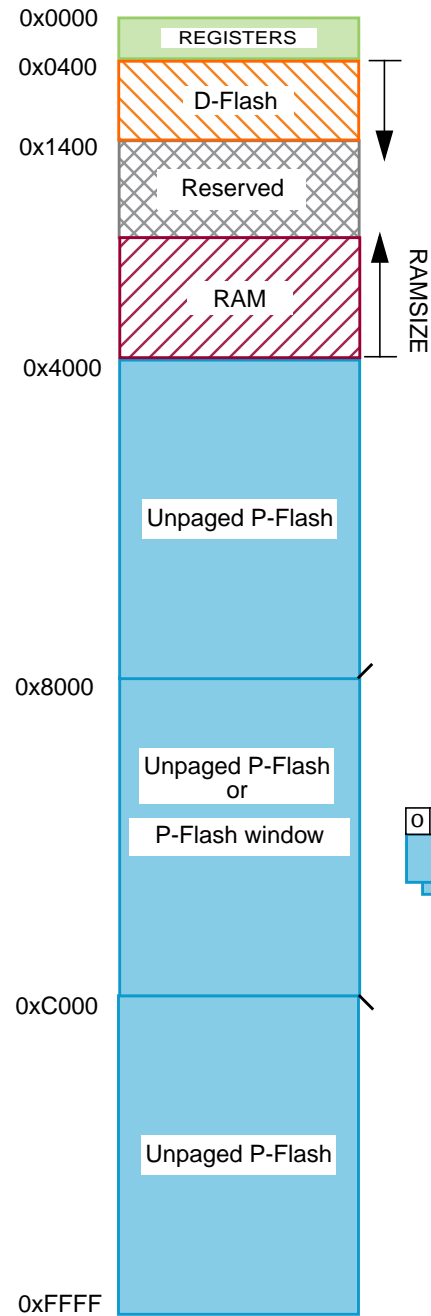 0x0000
REGISTERS
0x0400
D-Flash
0x1400
Reserved
RAM
RAMSIZE
0x4000
Unpaged P-Flash
0x8000
Unpaged P-Flash
or
P-Flash window
0
0xC000
Unpaged P-Flash
0xFFFF